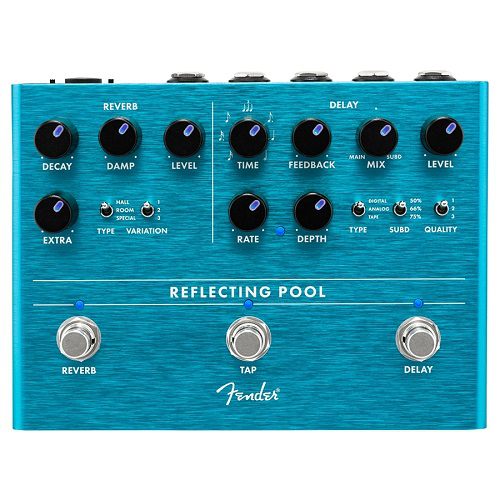 REVERB
DELAY
DECAY
DAMP
LEVEL
TIME
FEEDBACK
MAIN
SUBD
MIX
LEVEL
EXTRA
HALL
ROOM
SPECIAL
TYPE
1
2
3
VARIATION
RATE
DEPTH
DIGITAL
ANALOG
TAPE
TYPE
50%
66%
75%
SUBD
1
2
3
QUALITY
REFLECTING POOL
REVERB
TAP
DELAY
Fender